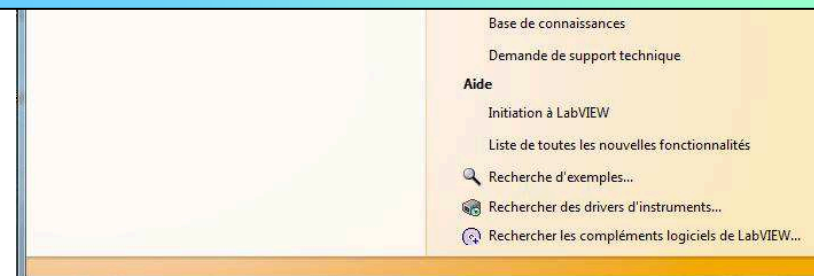 Base de connaissances
Demande de support technique
Aide
Initiation à LabVIEW
Liste de toutes les nouvelles fonctionnalités
Recherche d'exemples...
Rechercher des drivers d'instruments...
Rechercher les compléments logiciels de LabVIEW...